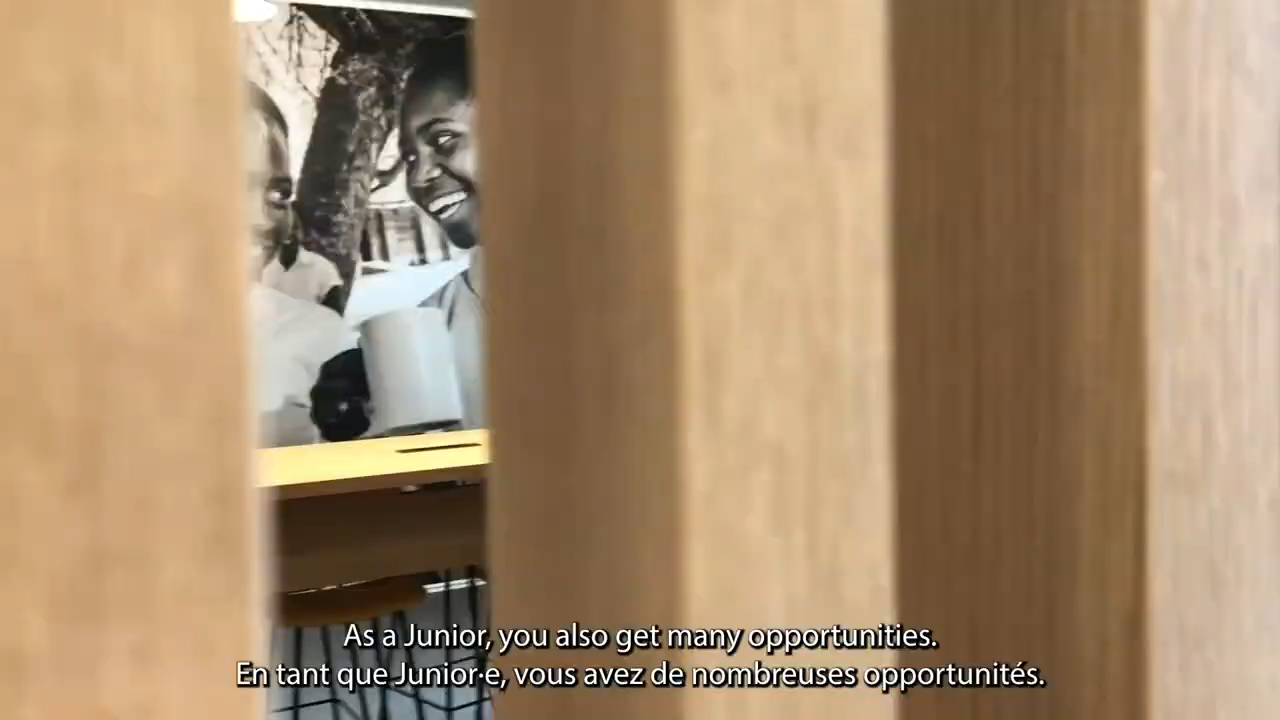 As a Junior, you also get many opportunities.
En tant que Junior·e, vous avez de nombreuses opportunités.